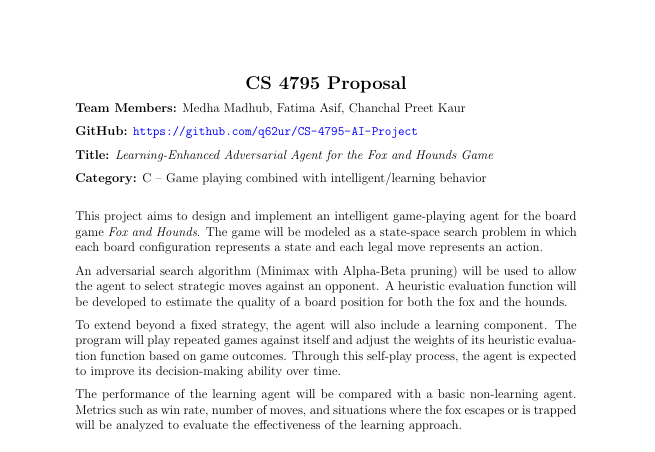 CS 4795 Proposal
Team Members: Medha Madhub, Fatima Asif, Chanchal Preet Kaur
GitHub: https://github.com/q62ur/CS-4795-AI-Project
Title: Learning-Enhanced Adversarial Agent for the Fox and Hounds Game
Category: C – Game playing combined with intelligent/learning behavior
This project aims to design and implement an intelligent game-playing agent for the board
game Fox and Hounds. The game will be modeled as a state-space search problem in which
each board configuration represents a state and each legal move represents an action.
An adversarial search algorithm (Minimax with Alpha-Beta pruning) will be used to allow
the agent to select strategic moves against an opponent. A heuristic evaluation function will
be developed to estimate the quality of a board position for both the fox and the hounds.
To extend beyond a fixed strategy, the agent will also include a learning component. The
program will play repeated games against itself and adjust the weights of its heuristic evalua-
tion function based on game outcomes. Through this self-play process, the agent is expected
to improve its decision-making ability over time.
The performance of the learning agent will be compared with a basic non-learning agent.
Metrics such as win rate, number of moves, and situations where the fox escapes or is trapped
will be analyzed to evaluate the effectiveness of the learning approach.